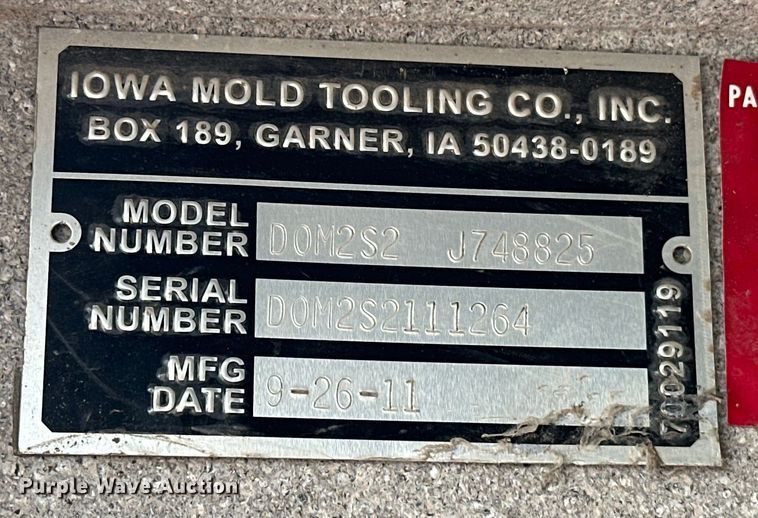 IOWA MOLD TOOLING CO., INC.
BOX 189, GARNER, IA 50438-0189
MODEL NUMBER DOM2S2 J748825
SERIAL NUMBER DOM2S2111264
MFG DATE 9-26-11
70029119
PA
Purple Wave Auction